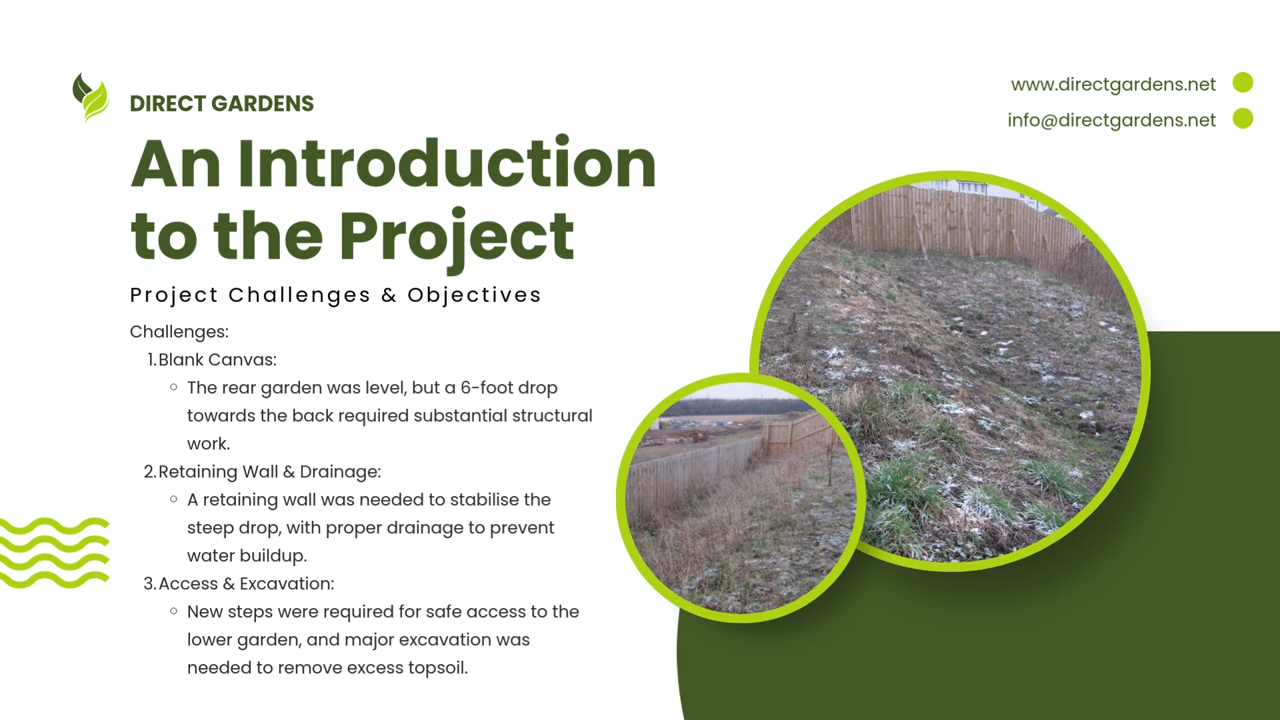 DIRECT GARDENS
www.directgardens.net
info@directgardens.net
An Introduction
to the Project
Project Challenges & Objectives
Challenges:
1. Blank Canvas:
○ The rear garden was level, but a 6-foot drop
towards the back required substantial structural
work.
2. Retaining Wall & Drainage:
○ A retaining wall was needed to stabilise the
steep drop, with proper drainage to prevent
water buildup.
3. Access & Excavation:
○ New steps were required for safe access to the
lower garden, and major excavation was
needed to remove excess topsoil.